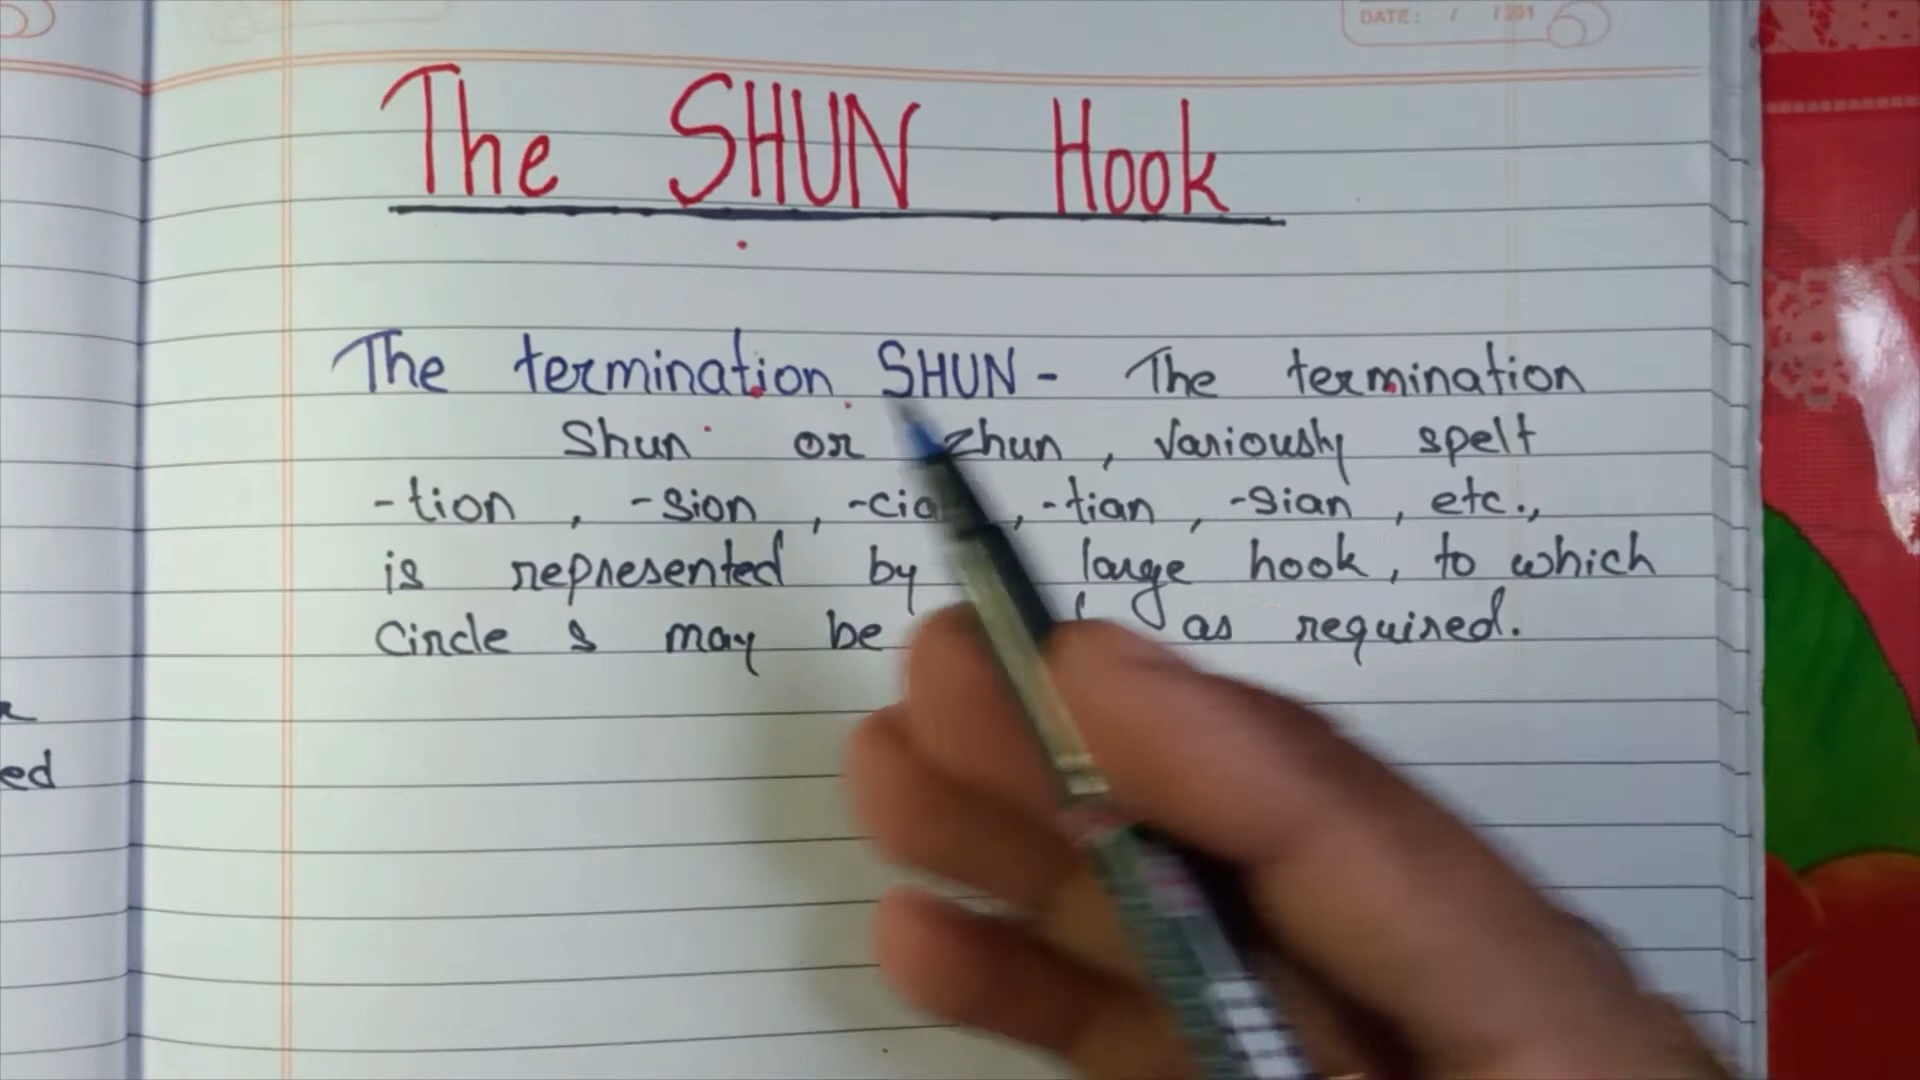 DATE: / /201
The SHUN Hook
The termination SHUN - The termination
Shun or zhun, variously spelt
-tion, -sion, -cia, -tian, -sian, etc.,
is represented by large hook, to which
Circle s may be as required.
ed